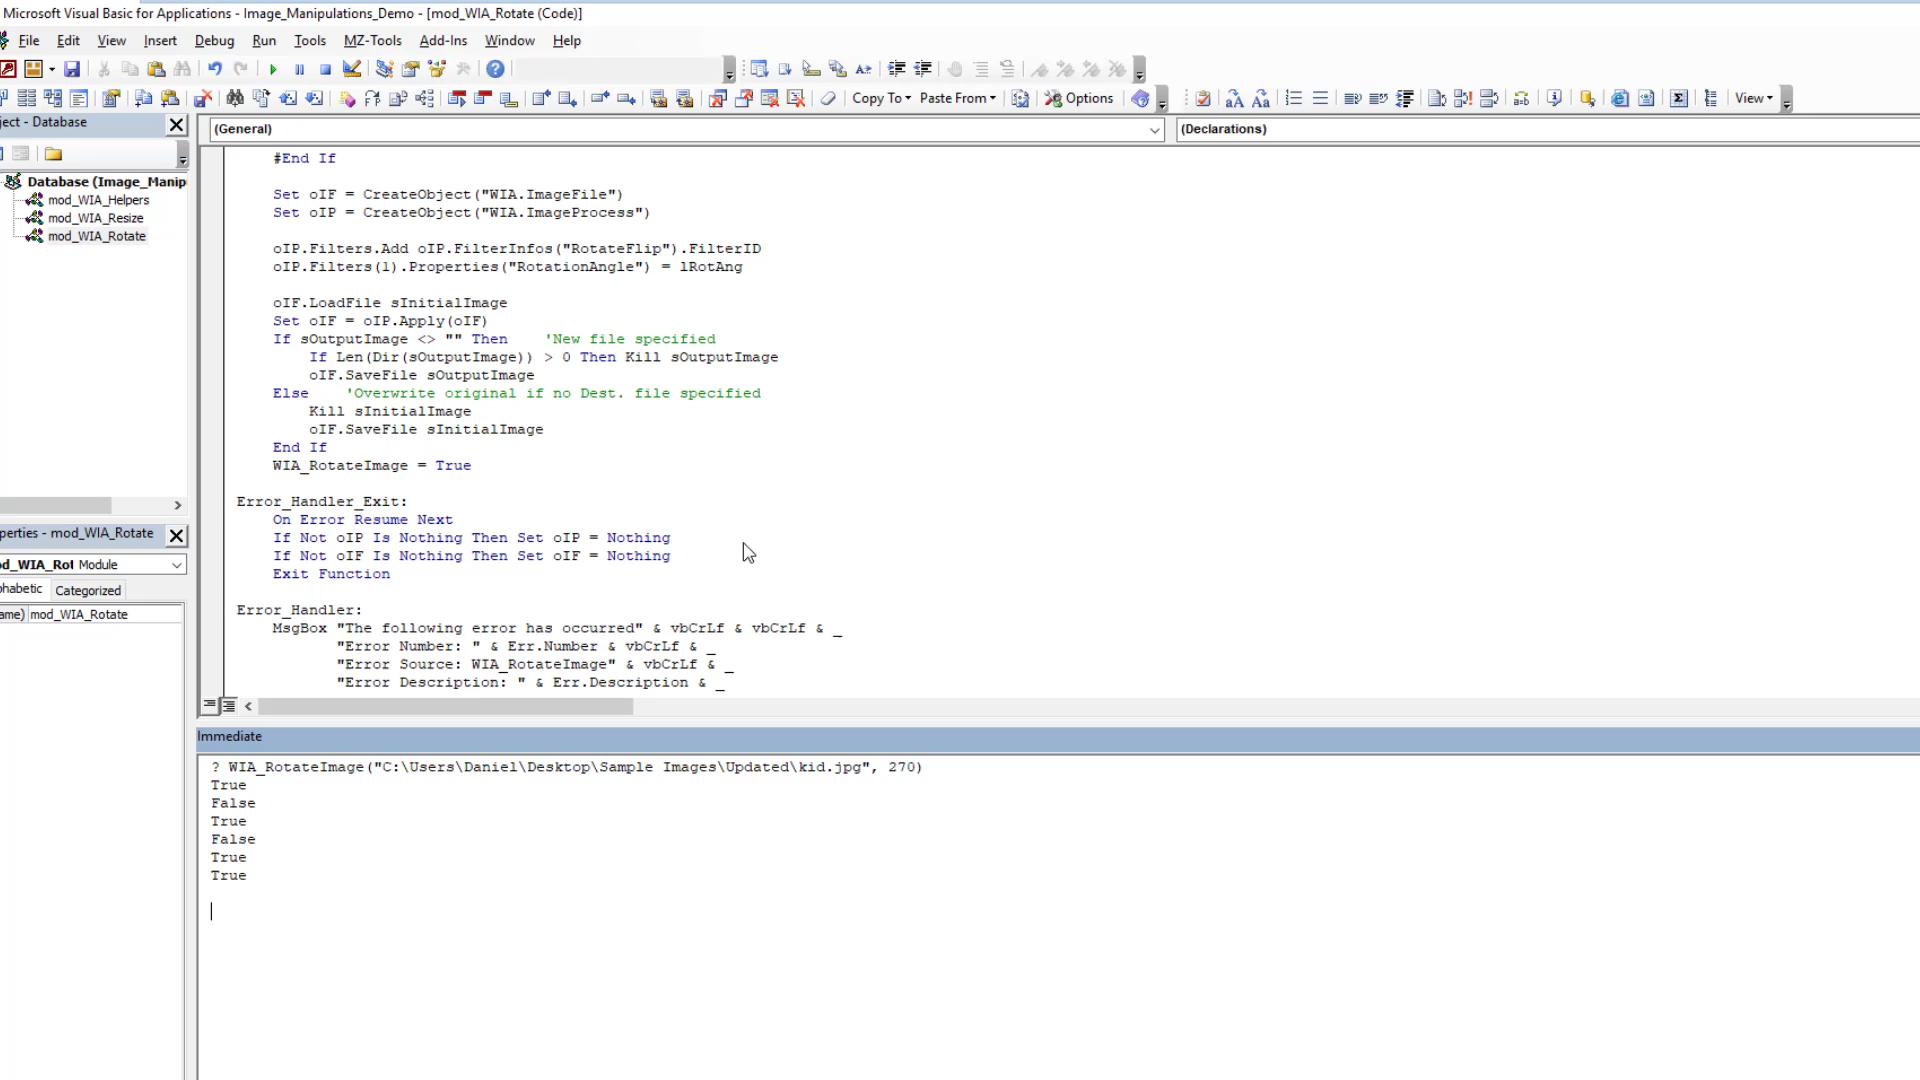 Microsoft Visual Basic for Applications - Image_Manipulations_Demo - [mod_WIA_Rotate (Code)]
File Edit View Insert Debug Run Tools MZ-Tools Add-Ins Window Help
Copy To Paste From Options View
ject - Database
(General)
(Declarations)
Database (Image_Manip
mod_WIA_Helpers
mod_WIA_Resize
mod_WIA_Rotate
#End If
Set oIF = CreateObject("WIA.ImageFile")
Set oIP = CreateObject("WIA.ImageProcess")
oIP.Filters.Add oIP.FilterInfos("RotateFlip").FilterID
oIP.Filters(1).Properties("RotationAngle") = lRotAng
oIF.LoadFile sInitialImage
Set oIF = oIP.Apply(oIF)
If sOutputImage <> "" Then    'New file specified
If Len(Dir(sOutputImage)) > 0 Then Kill sOutputImage
oIF.SaveFile sOutputImage
Else    'Overwrite original if no Dest. file specified
Kill sInitialImage
oIF.SaveFile sInitialImage
End If
WIA_RotateImage = True
Error_Handler_Exit:
On Error Resume Next
If Not oIP Is Nothing Then Set oIP = Nothing
If Not oIF Is Nothing Then Set oIF = Nothing
Exit Function
Error_Handler:
MsgBox "The following error has occurred" & vbCrLf & vbCrLf & _
"Error Number: " & Err.Number & vbCrLf & _
"Error Source: WIA_RotateImage" & vbCrLf & _
"Error Description: " & Err.Description & _
perties - mod_WIA_Rotate
od_WIA_Rot Module
phabetic Categorized
ame) mod_WIA_Rotate
Immediate
? WIA_RotateImage("C:\Users\Daniel\Desktop\Sample Images\Updated\kid.jpg", 270)
True
False
True
False
True
True